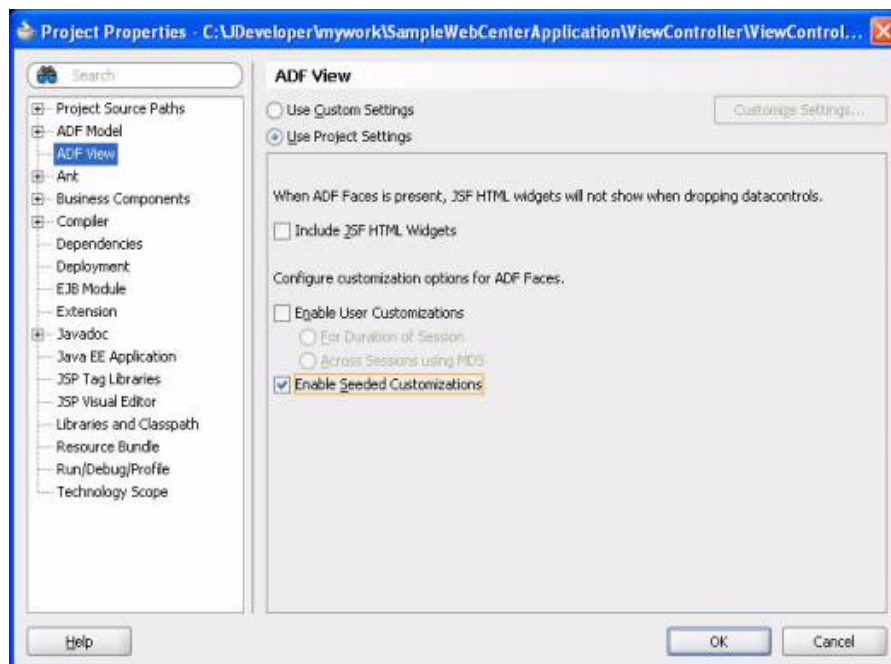 Project Properties - C:\JDeveloper\mywork\SampleWebCenterApplication\ViewController\ViewControl...
Search
Project Source Paths
ADF Model
ADF View
Ant
Business Components
Compiler
Dependencies
Deployment
EJB Module
Extension
Javadoc
Java EE Application
JSP Tag Libraries
JSP Visual Editor
Libraries and Classpath
Resource Bundle
Run/Debug/Profile
Technology Scope
ADF View
Use Custom Settings
Customize Settings...
Use Project Settings
When ADF Faces is present, JSF HTML widgets will not show when dropping datacontrols.
Include JSF HTML Widgets
Configure customization options for ADF Faces.
Enable User Customizations
For Duration of Session
Across Sessions using MDS
Enable Seeded Customizations
Help
OK
Cancel